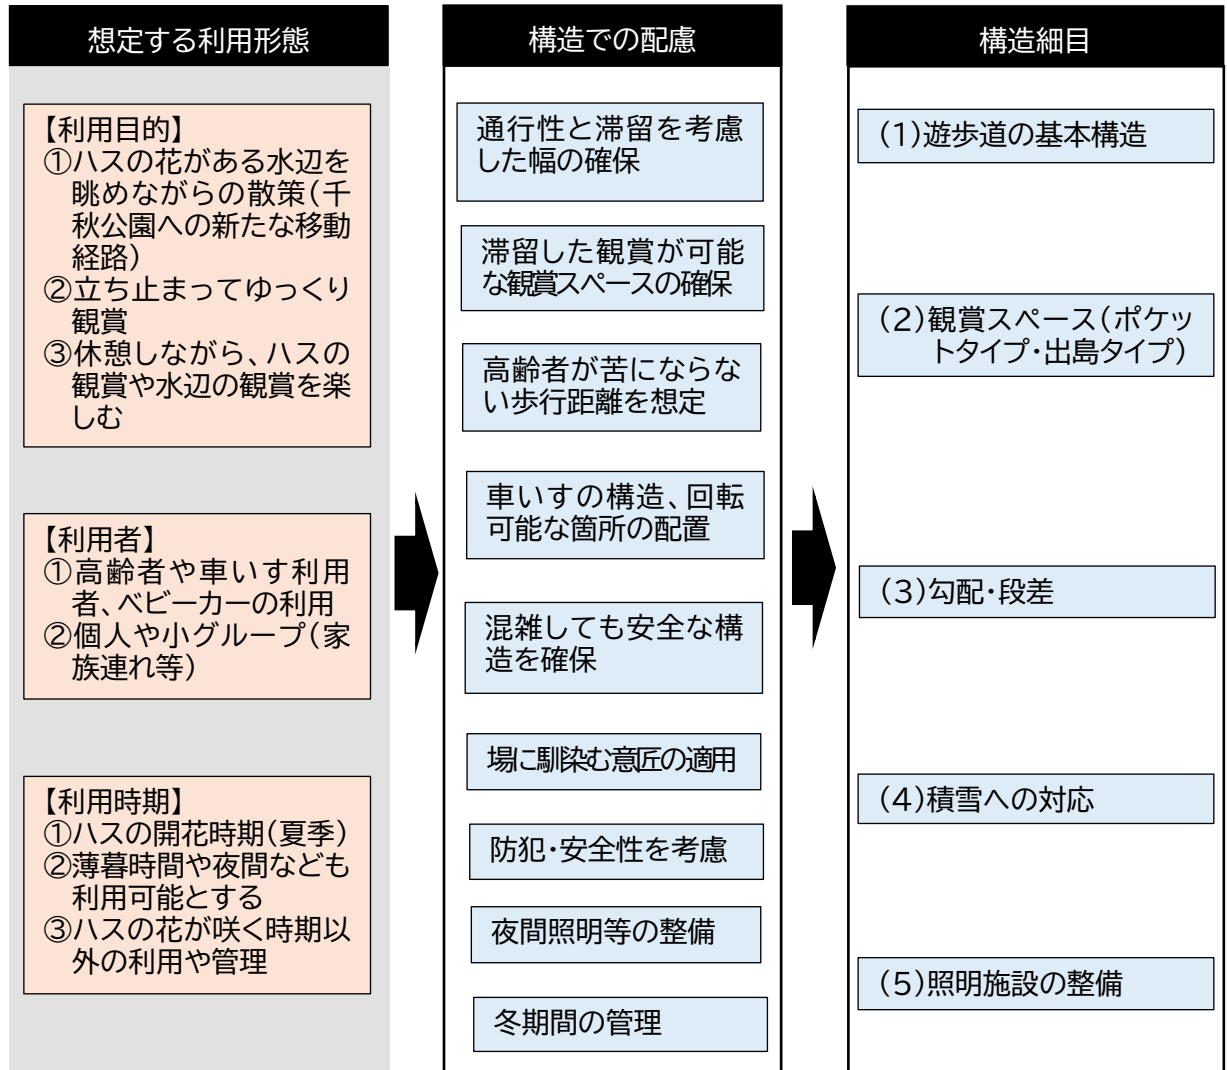 想定する利用形態
【利用目的】
①ハスの花がある水辺を
眺めながらの散策(千
秋公園への新たな移動
経路)
②立ち止まってゆっくり
観賞
③休憩しながら、ハスの
観賞や水辺の観賞を楽
しむ
【利用者】
①高齢者や車いす利用
者、ベビーカーの利用
②個人や小グループ(家
族連れ等)
【利用時期】
①ハスの開花時期(夏季)
②薄暮時間や夜間なども
利用可能とする
③ハスの花が咲く時期以
外の利用や管理
構造での配慮
通行性と滞留を考慮
した幅の確保
滞留した観賞が可能
な観賞スペースの確保
高齢者が苦にならな
い歩行距離を想定
車いすの構造、回転
可能な箇所の配置
混雑しても安全な構
造を確保
場に馴染む意匠の適用
防犯・安全性を考慮
夜間照明等の整備
冬期間の管理
構造細目
(1)遊歩道の基本構造
(2)観賞スペース(ポケッ
トタイプ・出島タイプ)
(3)勾配・段差
(4)積雪への対応
(5)照明施設の整備